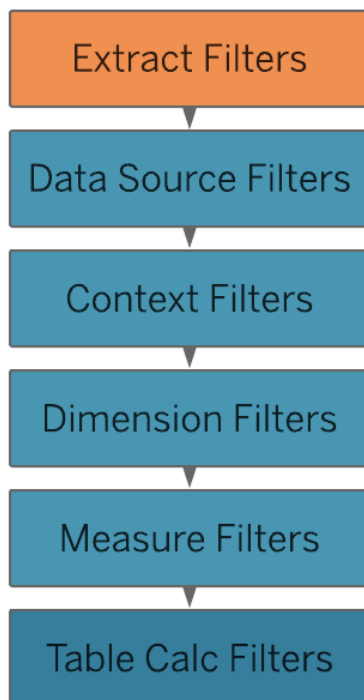 Extract Filters
Data Source Filters
Context Filters
Dimension Filters
Measure Filters
Table Calc Filters